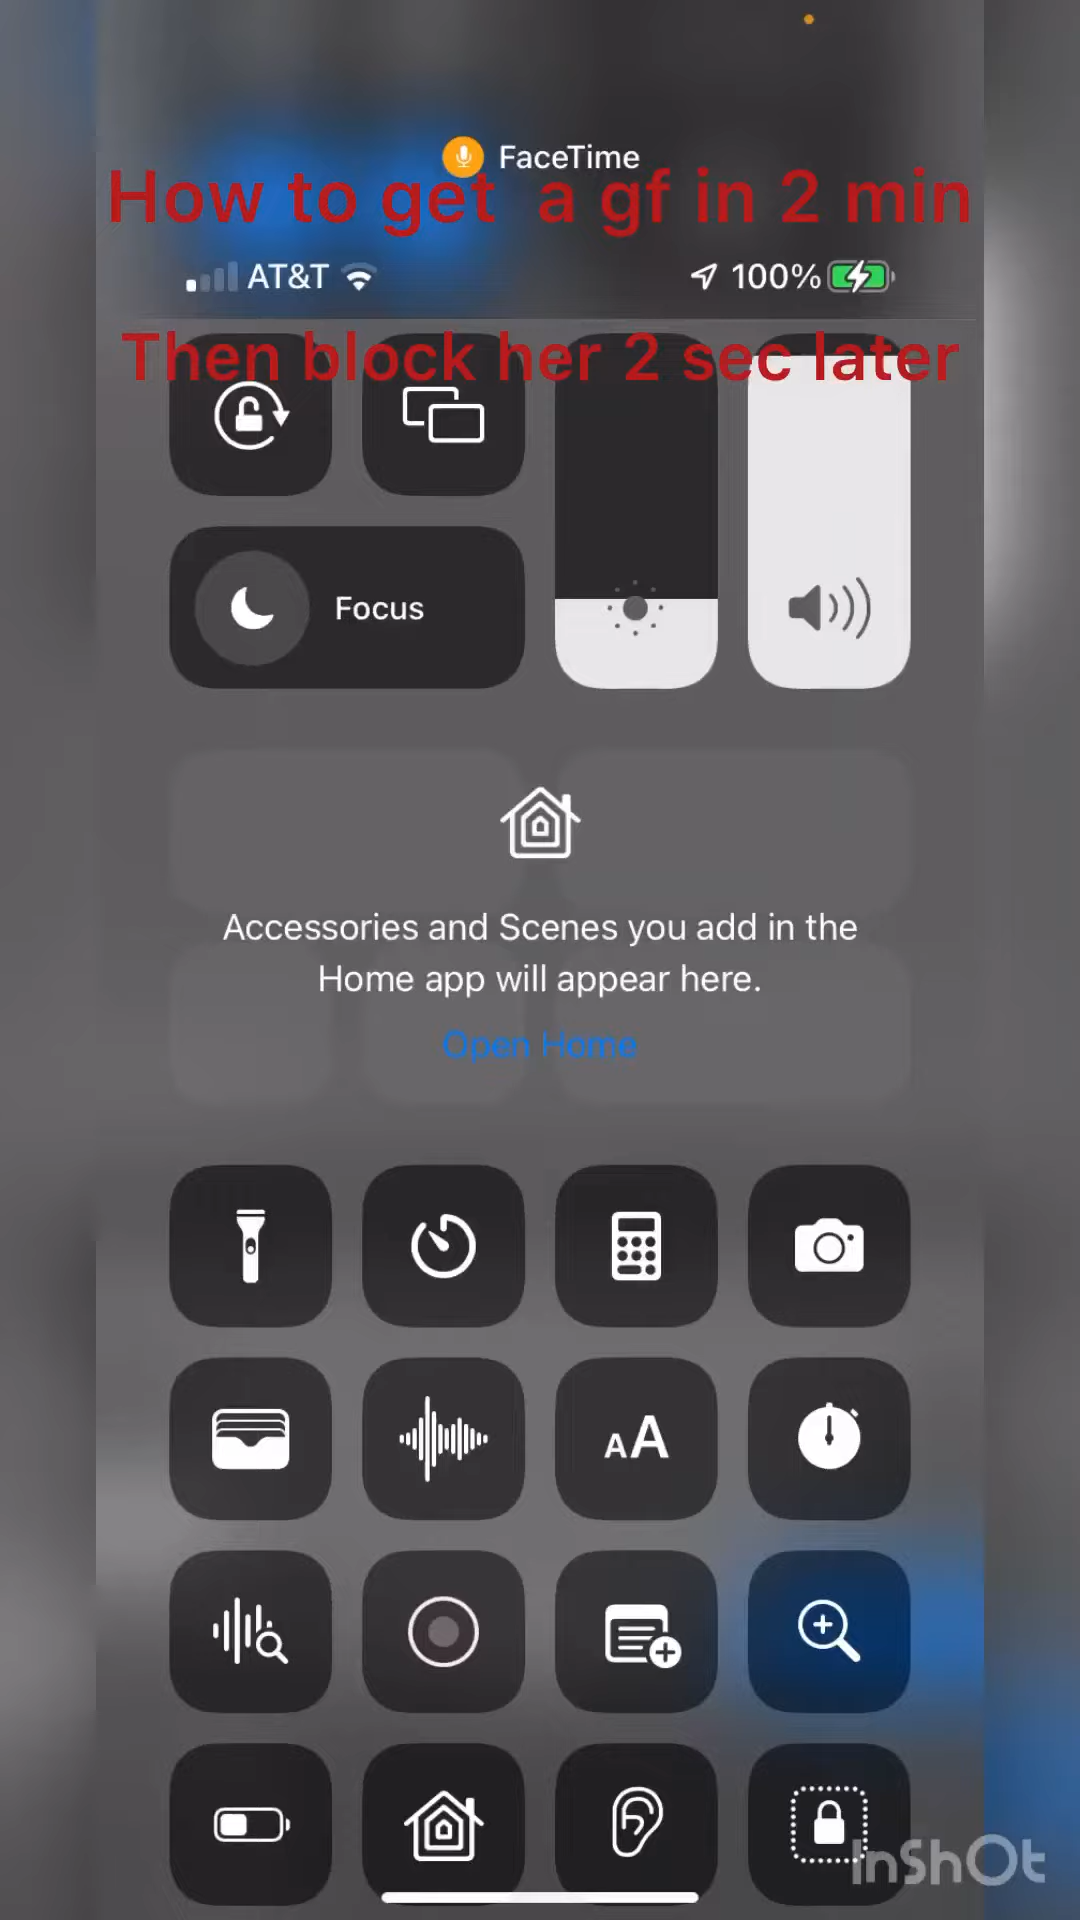 FaceTime
How to get a gf in 2 min
AT&T 100%
Then block her 2 sec later
Focus
Accessories and Scenes you add in the
Home app will appear here.
Open Home
AA
InShOt